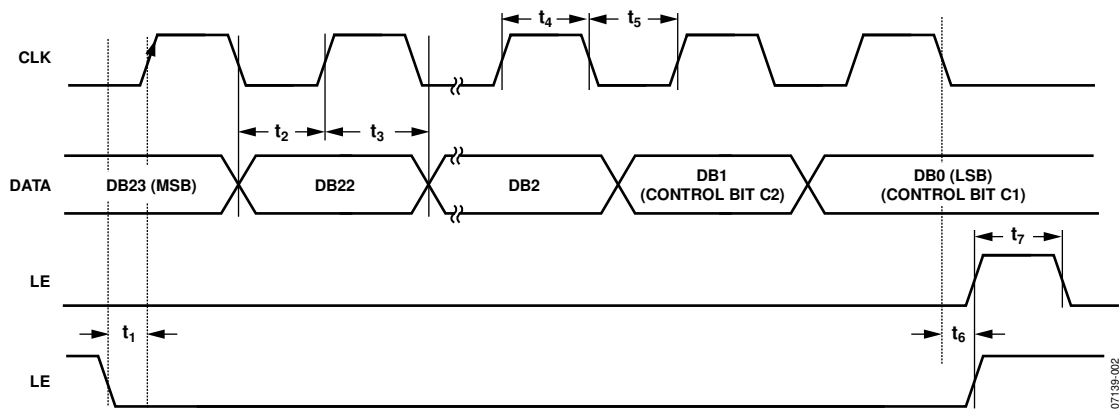 t4
t5
CLK
t2
t3
DATA
DB23 (MSB)
DB22
DB2
DB1
(CONTROL BIT C2)
DB0 (LSB)
(CONTROL BIT C1)
t7
LE
t1
t6
LE
07139-002